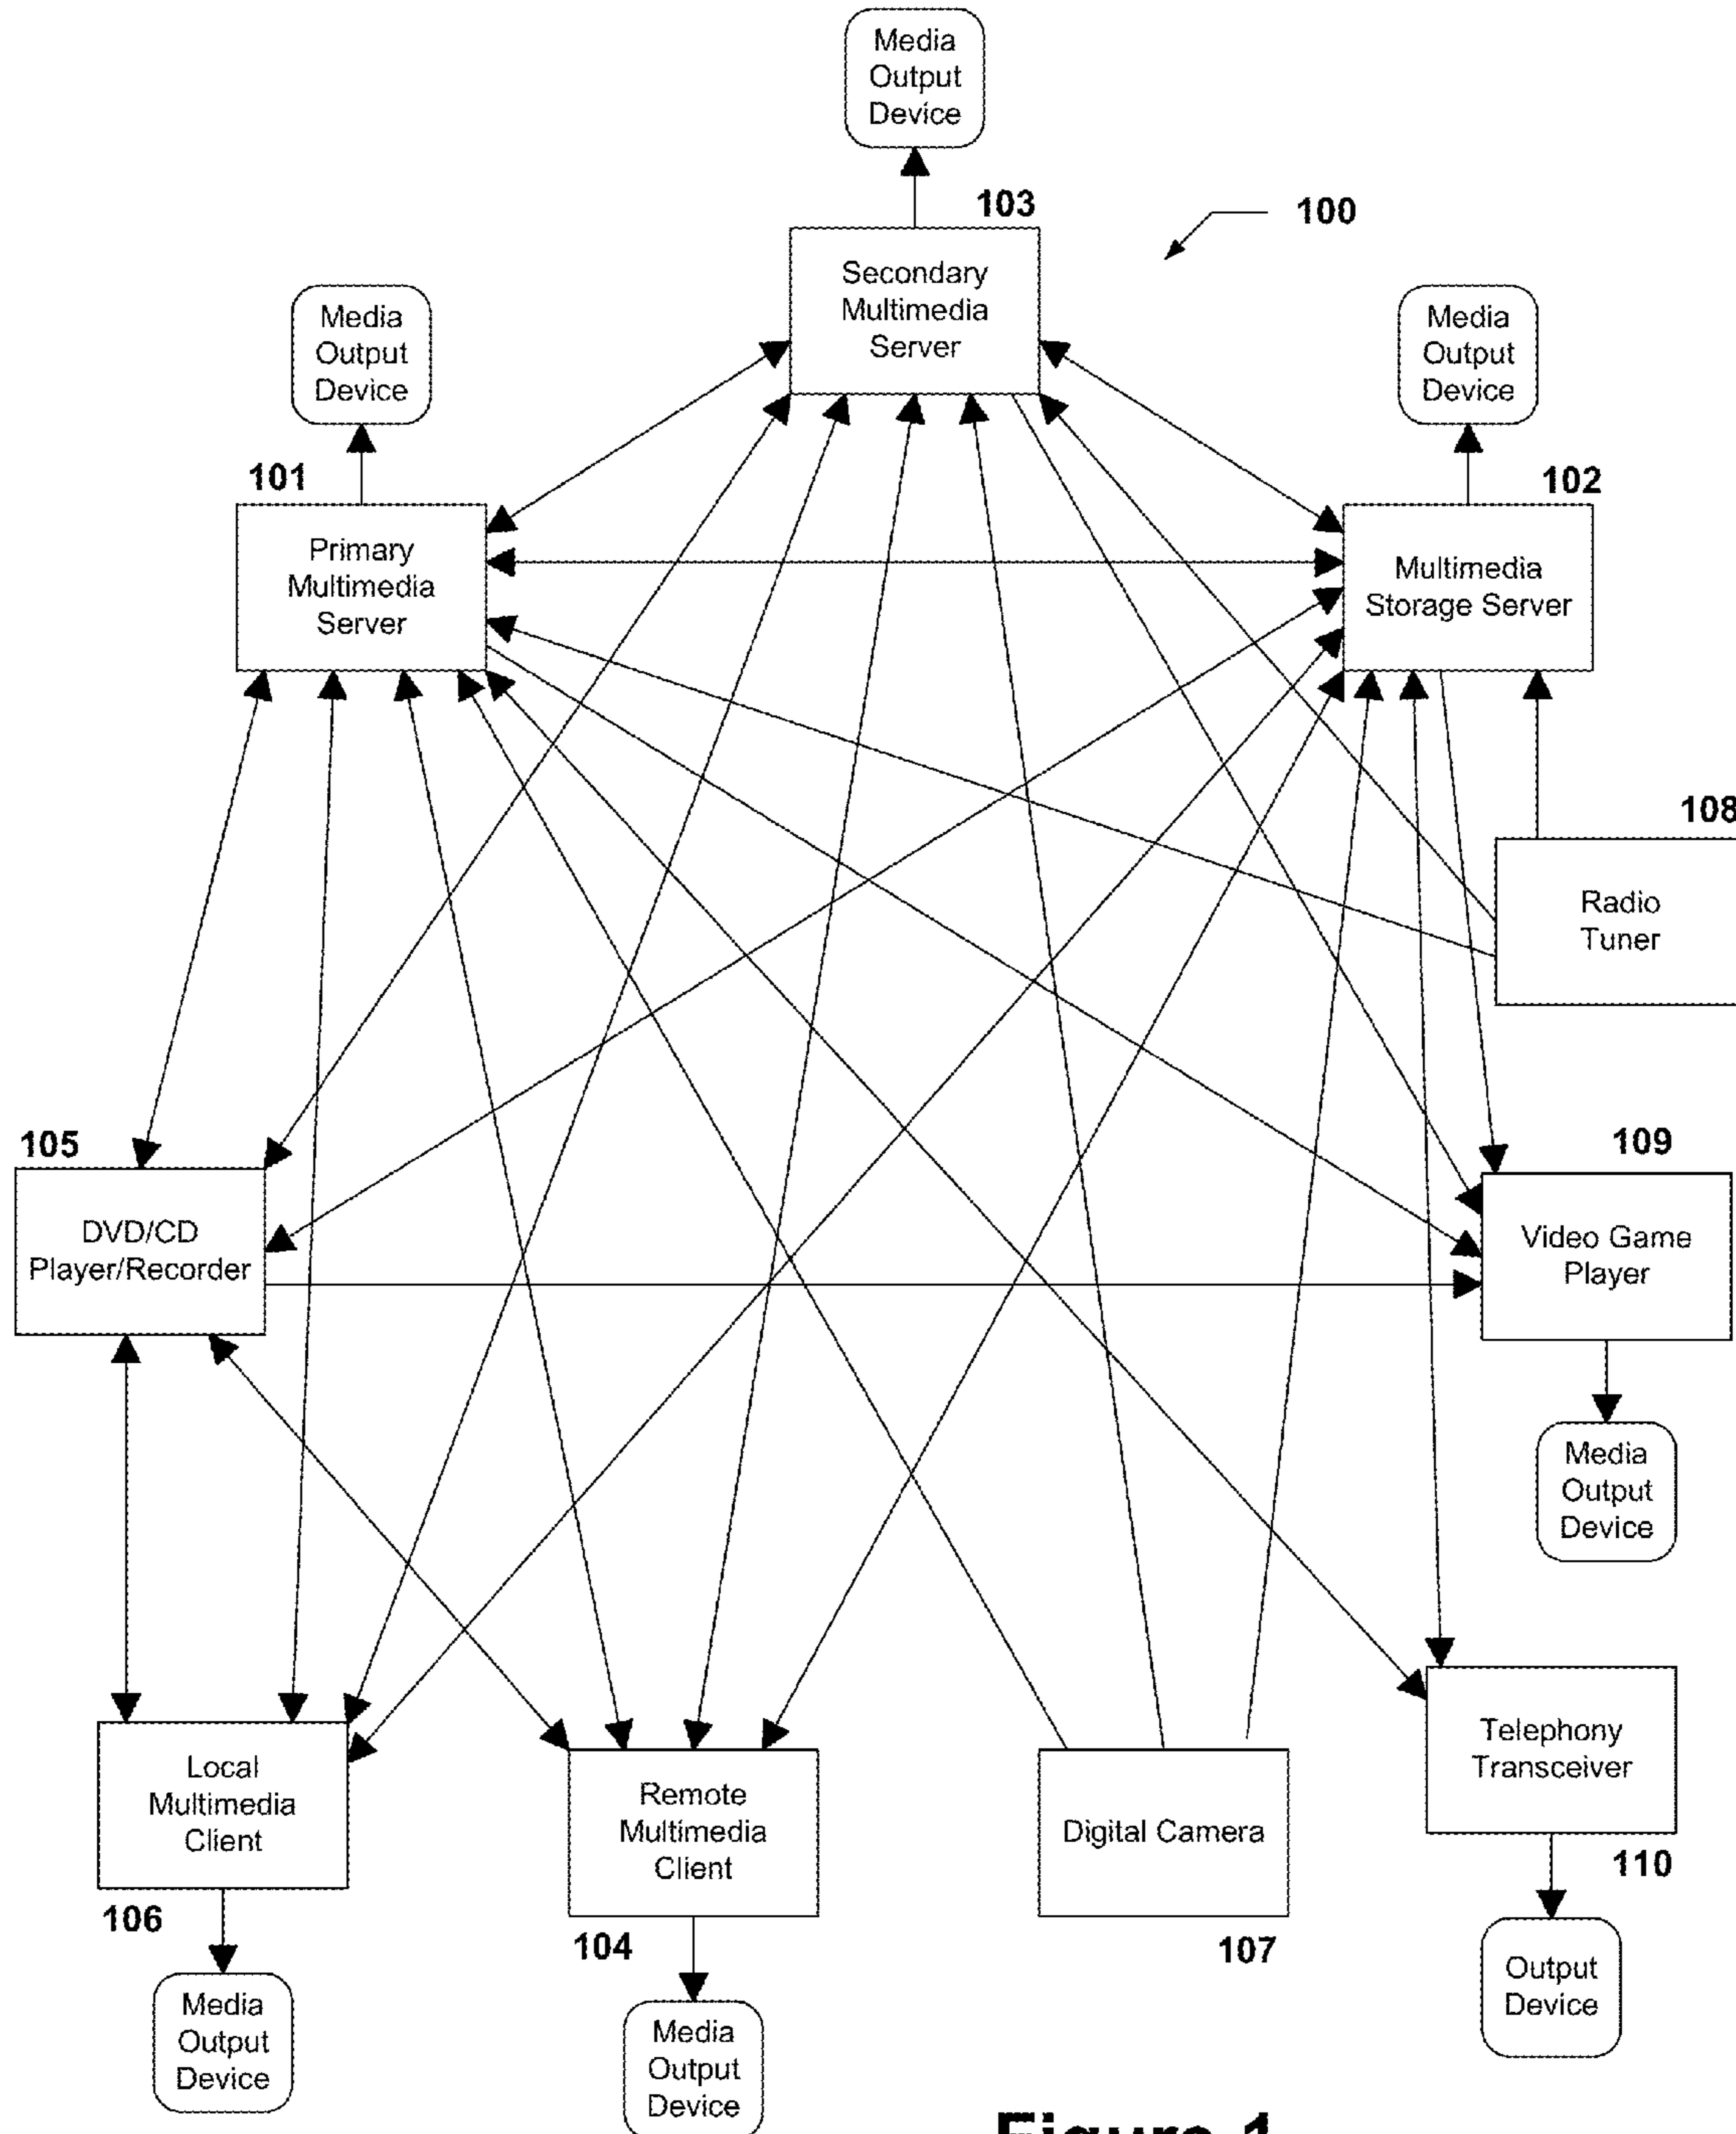 Media
Output
Device
103
100
Secondary
Multimedia
Server
Media
Output
Device
Media
Output
Device
101
102
Primary
Multimedia
Server
Multimedia
Storage Server
108
Radio
Tuner
105
109
DVD/CD
Player/Recorder
Video Game
Player
Media
Output
Device
Telephony
Transceiver
Local
Multimedia
Client
Remote
Multimedia
Client
Digital Camera
110
106
104
107
Output
Device
Media
Output
Device
Media
Output
Device
Figure 1